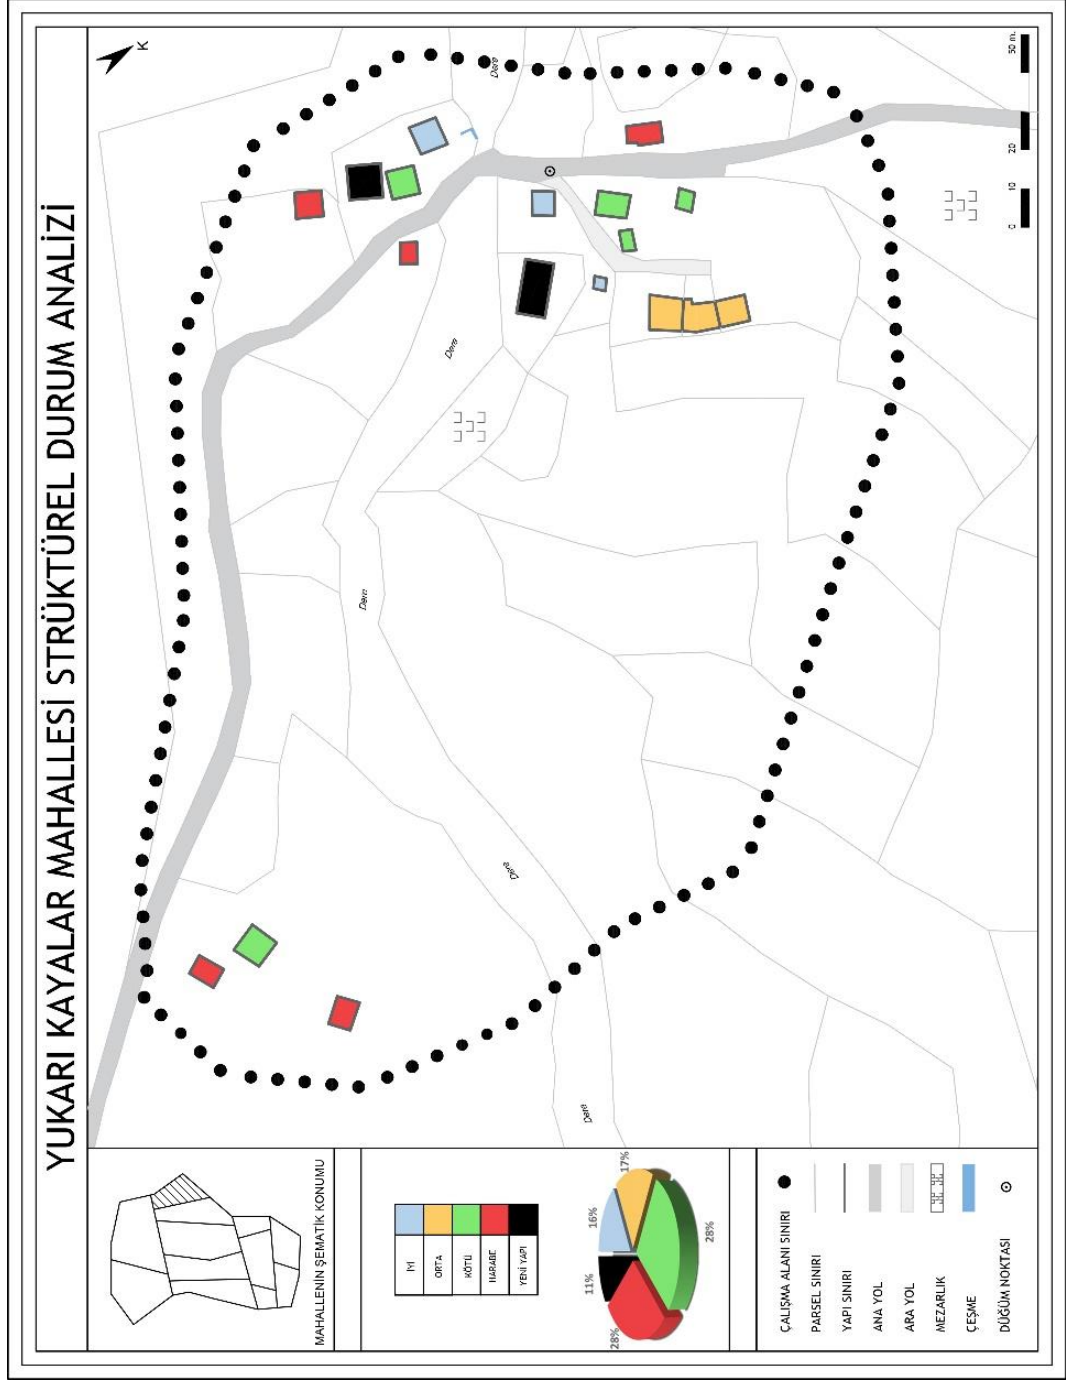 YUKARI KAYALAR MAHALLESİ STRÜKTÜREL DURUM ANALİZİ
K
Dere
Dere
Dere
Dere
Dere
0
10
20
50 m.
MAHALLENİN ŞEMATİK KONUMU
İYİ
ORTA
KÖTÜ
HARABE
YENİ YAPI
11%
16%
17%
28%
28%
ÇALIŞMA ALANI SINIRI
PARSEL SINIRI
YAPI SINIRI
ANA YOL
ARA YOL
MEZARLIK
ÇEŞME
DÜĞÜM NOKTASI